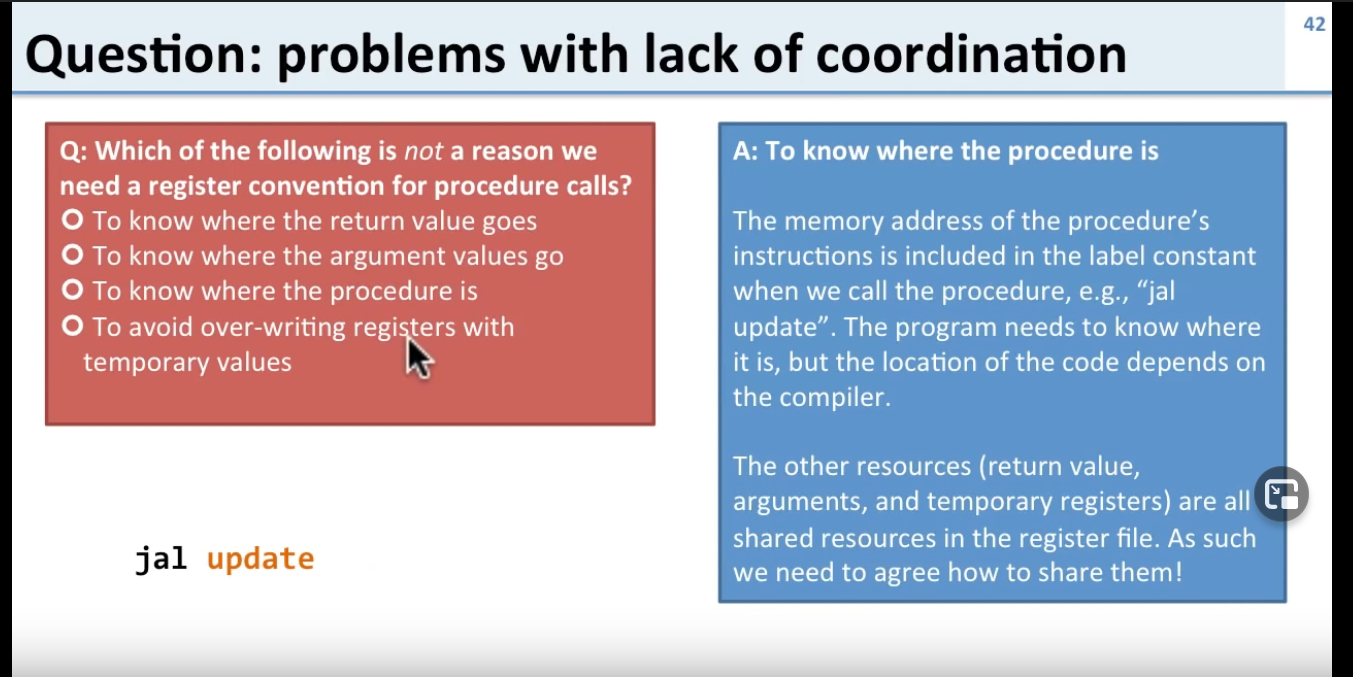 42
Question: problems with lack of coordination
Q: Which of the following is not a reason we
need a register convention for procedure calls?
To know where the return value goes
To know where the argument values go
To know where the procedure is
To avoid over-writing registers with
temporary values
jal update
A: To know where the procedure is
The memory address of the procedure’s
instructions is included in the label constant
when we call the procedure, e.g., “jal
update”. The program needs to know where
it is, but the location of the code depends on
the compiler.
The other resources (return value,
arguments, and temporary registers) are all
shared resources in the register file. As such
we need to agree how to share them!